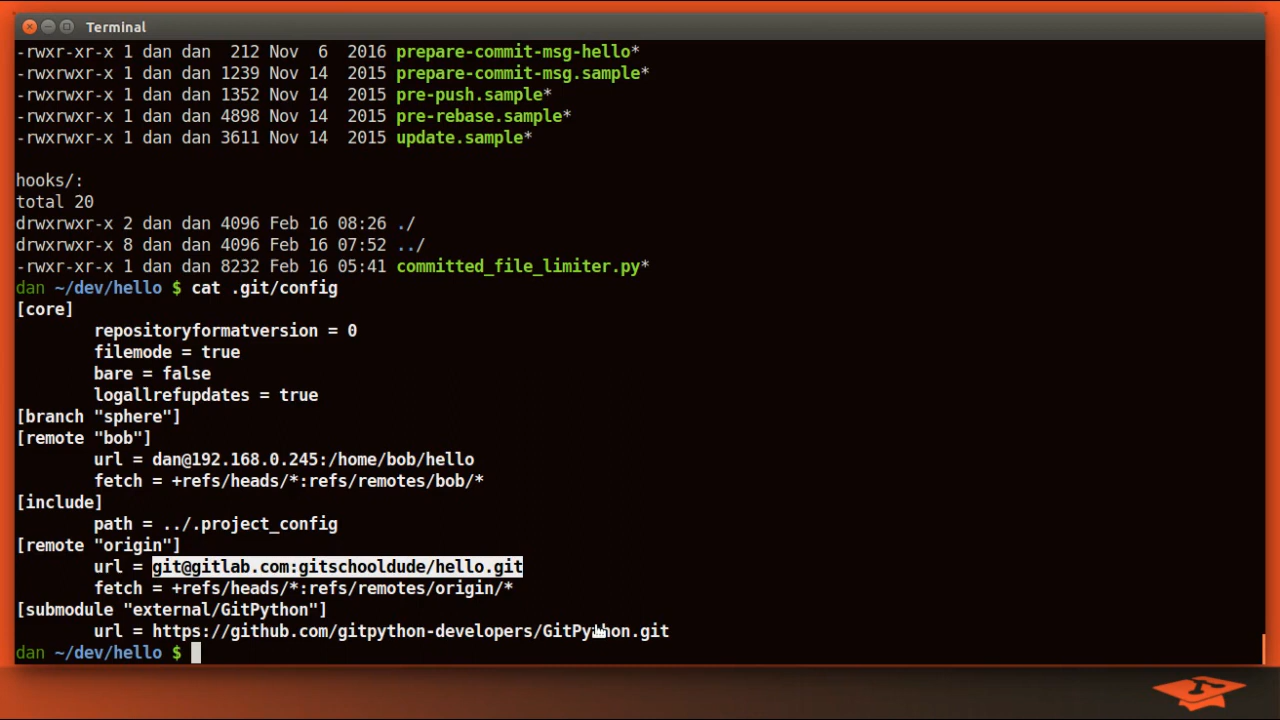 Terminal
-rwxr-xr-x 1 dan dan  212 Nov  6  2016 prepare-commit-msg-hello*
-rwxrwxr-x 1 dan dan 1239 Nov 14  2015 prepare-commit-msg.sample*
-rwxrwxr-x 1 dan dan 1352 Nov 14  2015 pre-push.sample*
-rwxrwxr-x 1 dan dan 4898 Nov 14  2015 pre-rebase.sample*
-rwxrwxr-x 1 dan dan 3611 Nov 14  2015 update.sample*
hooks/:
total 20
drwxrwxr-x 2 dan dan 4096 Feb 16 08:26 ./
drwxrwxr-x 8 dan dan 4096 Feb 16 07:52 ../
-rwxrwxr-x 1 dan dan 8232 Feb 16 05:41 committed_file_limiter.py*
dan ~/dev/hello $ cat .git/config
[core]
        repositoryformatversion = 0
        filemode = true
        bare = false
        logallrefupdates = true
[branch "sphere"]
[remote "bob"]
        url = dan@192.168.0.245:/home/bob/hello
        fetch = +refs/heads/*:refs/remotes/bob/*
[include]
        path = ../.project_config
[remote "origin"]
        url = git@gitlab.com:gitschooldude/hello.git
        fetch = +refs/heads/*:refs/remotes/origin/*
[submodule "external/GitPython"]
        url = https://github.com/gitpython-developers/GitPython.git
dan ~/dev/hello $